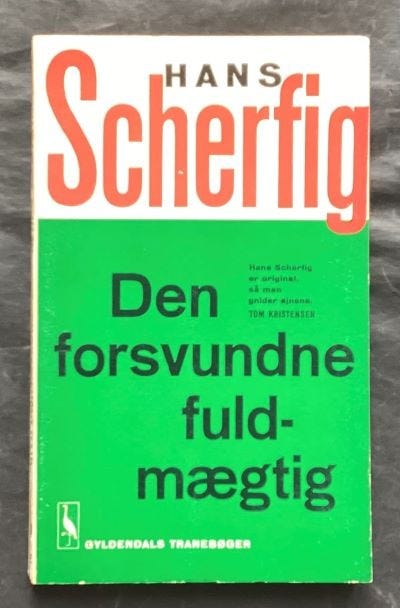 HANS
Scherfig
Hans Scherfig
er original,
så man
gnider øjnene.
TOM KRISTENSEN
Den
forsvundne
fuld-
mægtig
GYLDENDALS TRANEBØGER